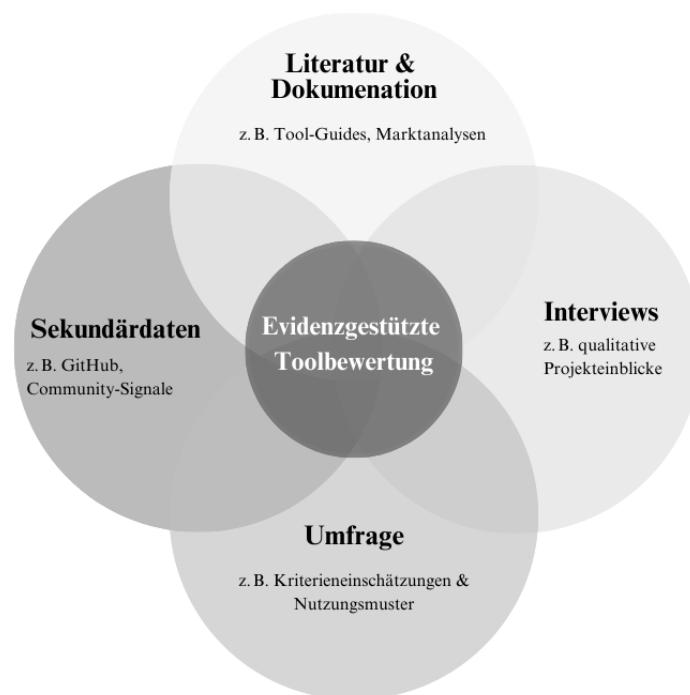 Literatur &
Dokumenation
z. B. Tool-Guides, Marktanalysen
Sekundärdaten
z. B. GitHub,
Community-Signale
Evidenzgestützte
Toolbewertung
Interviews
z. B. qualitative
Projekteinblicke
Umfrage
z. B. Kriterieneinschätzungen &
Nutzungsmuster